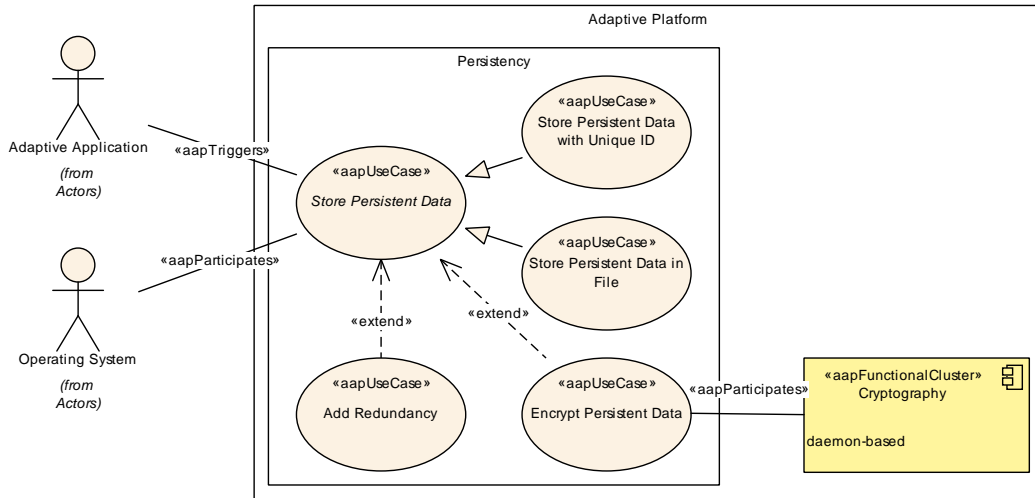 Adaptive Platform
Persistency
Adaptive Application
(from
Actors)
«aapTriggers»
«aapUseCase»
Store Persistent Data
with Unique ID
«aapUseCase»
Store Persistent Data
Operating System
(from
Actors)
«aapParticipates»
«aapUseCase»
Store Persistent Data in
File
«extend»
«extend»
«aapUseCase»
Add Redundancy
«aapUseCase»
Encrypt Persistent Data
«aapParticipates»
«aapFunctionalCluster»
Cryptography
daemon-based